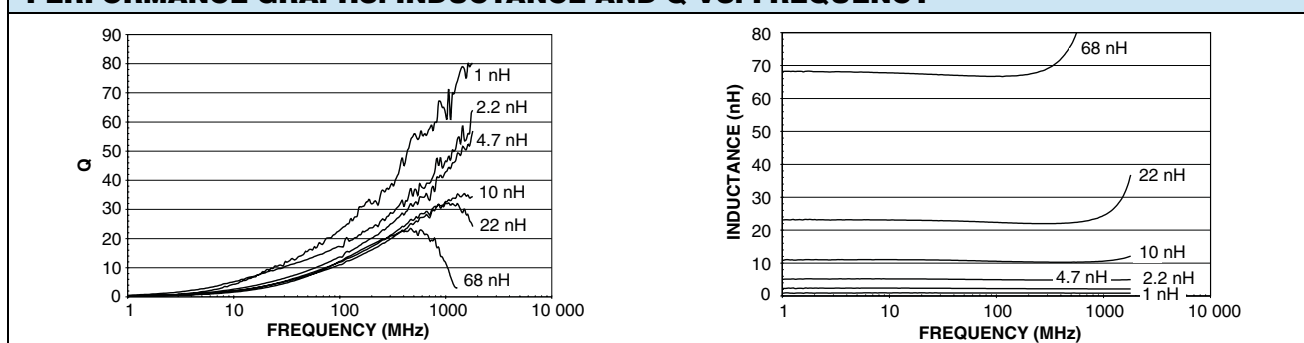 PERFORMANCE GRAPHS: INDUCTANCE AND Q VS. FREQUENCY
90
80
70
60
50
40
30
20
10
0
Q
1 nH
2.2 nH
4.7 nH
10 nH
22 nH
68 nH
1
10
100
1000
10 000
FREQUENCY (MHz)
80
70
60
50
40
30
20
10
0
INDUCTANCE (nH)
68 nH
22 nH
10 nH
4.7 nH
2.2 nH
1 nH
1
10
100
1000
10 000
FREQUENCY (MHz)